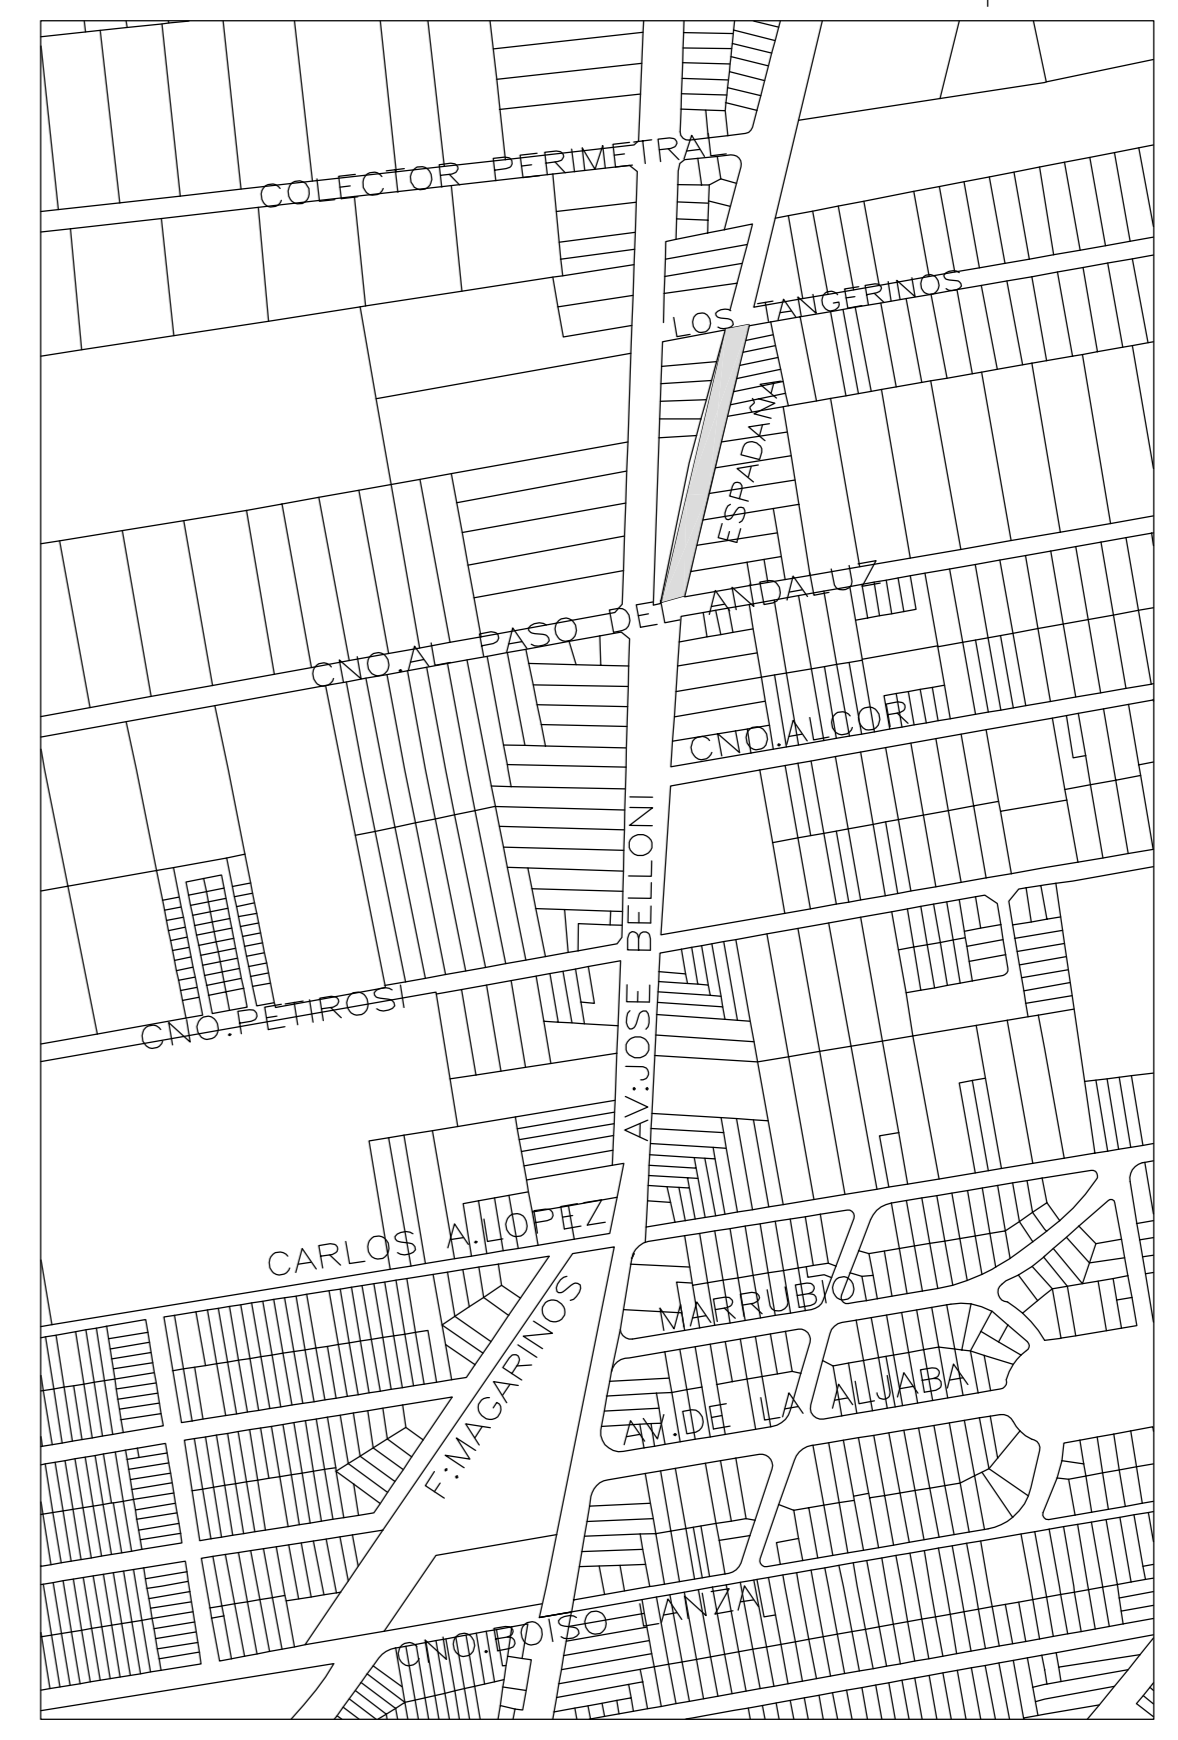 COLECTOR PERIMETRAL
LOS TANGERINOS
ESPADAÑA
CNO.AL PASO DEL ANDALUZ
CNO.ALCOR
AV:JOSE BELLONI
CNO.PETIROSI
CARLOS A.LOPEZ
MARRUBIO
F:MAGARINOS
AV.DE LA ALJABA
CNO.BOISO LANZA